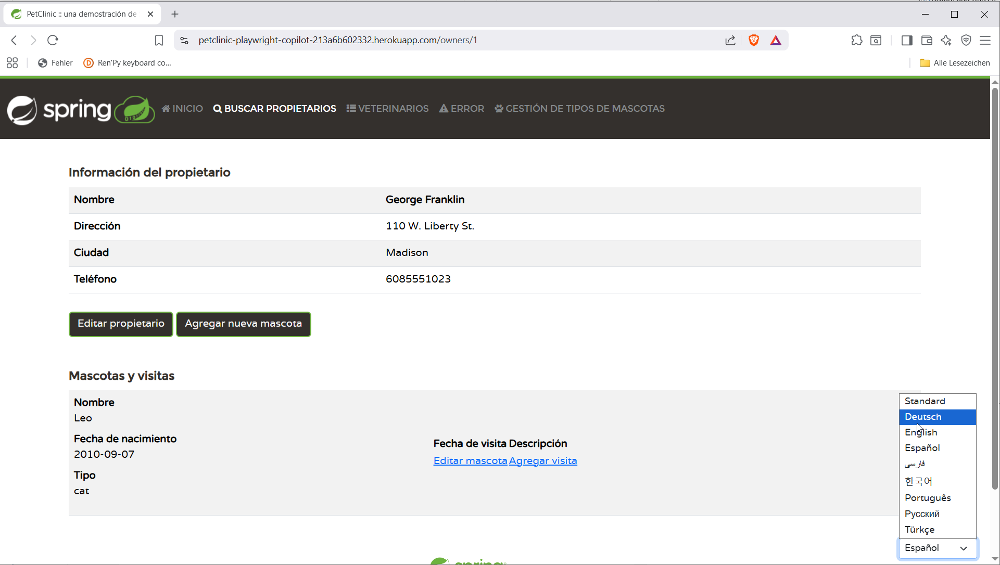 PetClinic :: una demostración de
petclinic-playwright-copilot-213a6b602332.herokuapp.com/owners/1
Fehler
Ren'Py keyboard co...
Alle Lesezeichen
spring
INICIO
BUSCAR PROPIETARIOS
VETERINARIOS
ERROR
GESTIÓN DE TIPOS DE MASCOTAS
Información del propietario
Nombre George Franklin
Dirección 110 W. Liberty St.
Ciudad Madison
Teléfono 6085551023
Editar propietario
Agregar nueva mascota
Mascotas y visitas
Nombre
Leo
Fecha de nacimiento
2010-09-07
Tipo
cat
Fecha de visita Descripción
Editar mascota Agregar visita
Standard
Deutsch
English
Español
فارسی
한국어
Português
Русский
Türkçe
Español